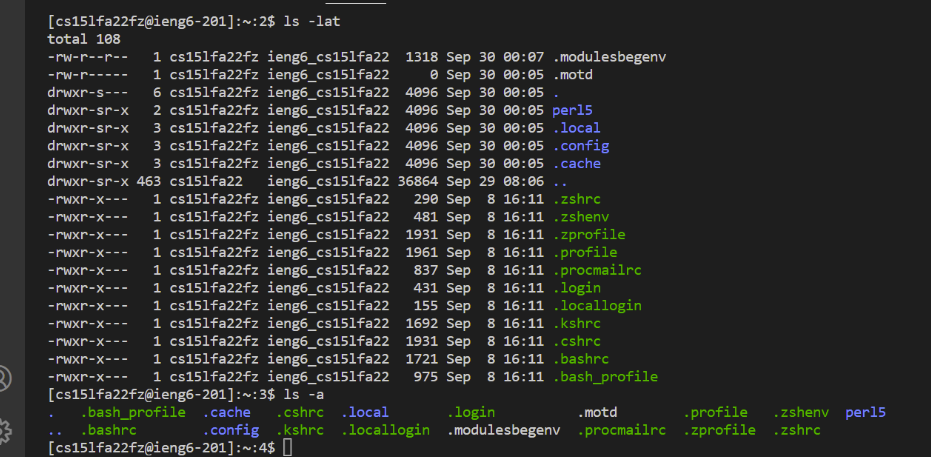 [cs15lfa22fz@ieng6-201]:~:2$ ls -lat
total 108
-rw-r--r--   1 cs15lfa22fz ieng6_cs15lfa22  1318 Sep 30 00:07 .modulesbegenv
-rw-r-----   1 cs15lfa22fz ieng6_cs15lfa22     0 Sep 30 00:05 .motd
drwxr-s---   6 cs15lfa22fz ieng6_cs15lfa22  4096 Sep 30 00:05 .
drwxr-sr-x   2 cs15lfa22fz ieng6_cs15lfa22  4096 Sep 30 00:05 perl5
drwxr-sr-x   3 cs15lfa22fz ieng6_cs15lfa22  4096 Sep 30 00:05 .local
drwxr-sr-x   3 cs15lfa22fz ieng6_cs15lfa22  4096 Sep 30 00:05 .config
drwxr-sr-x   3 cs15lfa22fz ieng6_cs15lfa22  4096 Sep 30 00:05 .cache
drwxr-sr-x 463 cs15lfa22   ieng6_cs15lfa22 36864 Sep 29 08:06 ..
-rwxr-x---   1 cs15lfa22fz ieng6_cs15lfa22   290 Sep  8 16:11 .zshrc
-rwxr-x---   1 cs15lfa22fz ieng6_cs15lfa22   481 Sep  8 16:11 .zshenv
-rwxr-x---   1 cs15lfa22fz ieng6_cs15lfa22  1931 Sep  8 16:11 .zprofile
-rwxr-x---   1 cs15lfa22fz ieng6_cs15lfa22  1961 Sep  8 16:11 .profile
-rwxr-x---   1 cs15lfa22fz ieng6_cs15lfa22   837 Sep  8 16:11 .procmailrc
-rwxr-x---   1 cs15lfa22fz ieng6_cs15lfa22   431 Sep  8 16:11 .login
-rwxr-x---   1 cs15lfa22fz ieng6_cs15lfa22   155 Sep  8 16:11 .locallogin
-rwxr-x---   1 cs15lfa22fz ieng6_cs15lfa22  1692 Sep  8 16:11 .kshrc
-rwxr-x---   1 cs15lfa22fz ieng6_cs15lfa22  1931 Sep  8 16:11 .cshrc
-rwxr-x---   1 cs15lfa22fz ieng6_cs15lfa22  1721 Sep  8 16:11 .bashrc
-rwxr-x---   1 cs15lfa22fz ieng6_cs15lfa22   975 Sep  8 16:11 .bash_profile
[cs15lfa22fz@ieng6-201]:~:3$ ls -a
.   .bash_profile  .cache   .cshrc  .local       .login          .motd        .profile   .zshenv  perl5
..  .bashrc        .config  .kshrc  .locallogin  .modulesbegenv  .procmailrc  .zprofile  .zshrc
[cs15lfa22fz@ieng6-201]:~:4$